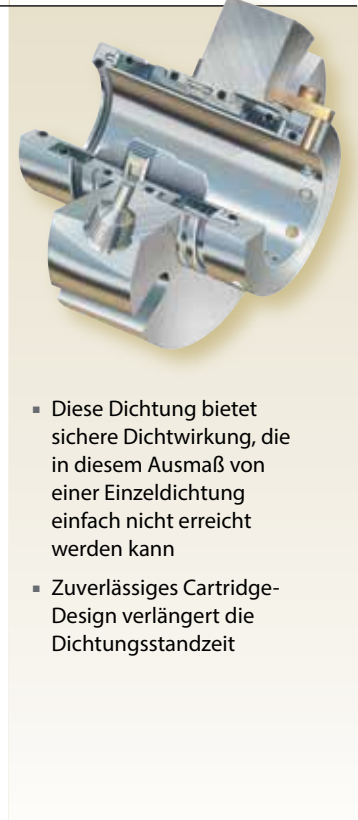 ▪ Diese Dichtung bietet
sichere Dichtwirkung, die
in diesem Ausmaß von
einer Einzeldichtung
einfach nicht erreicht
werden kann
▪ Zuverlässiges Cartridge-
Design verlängert die
Dichtungsstandzeit